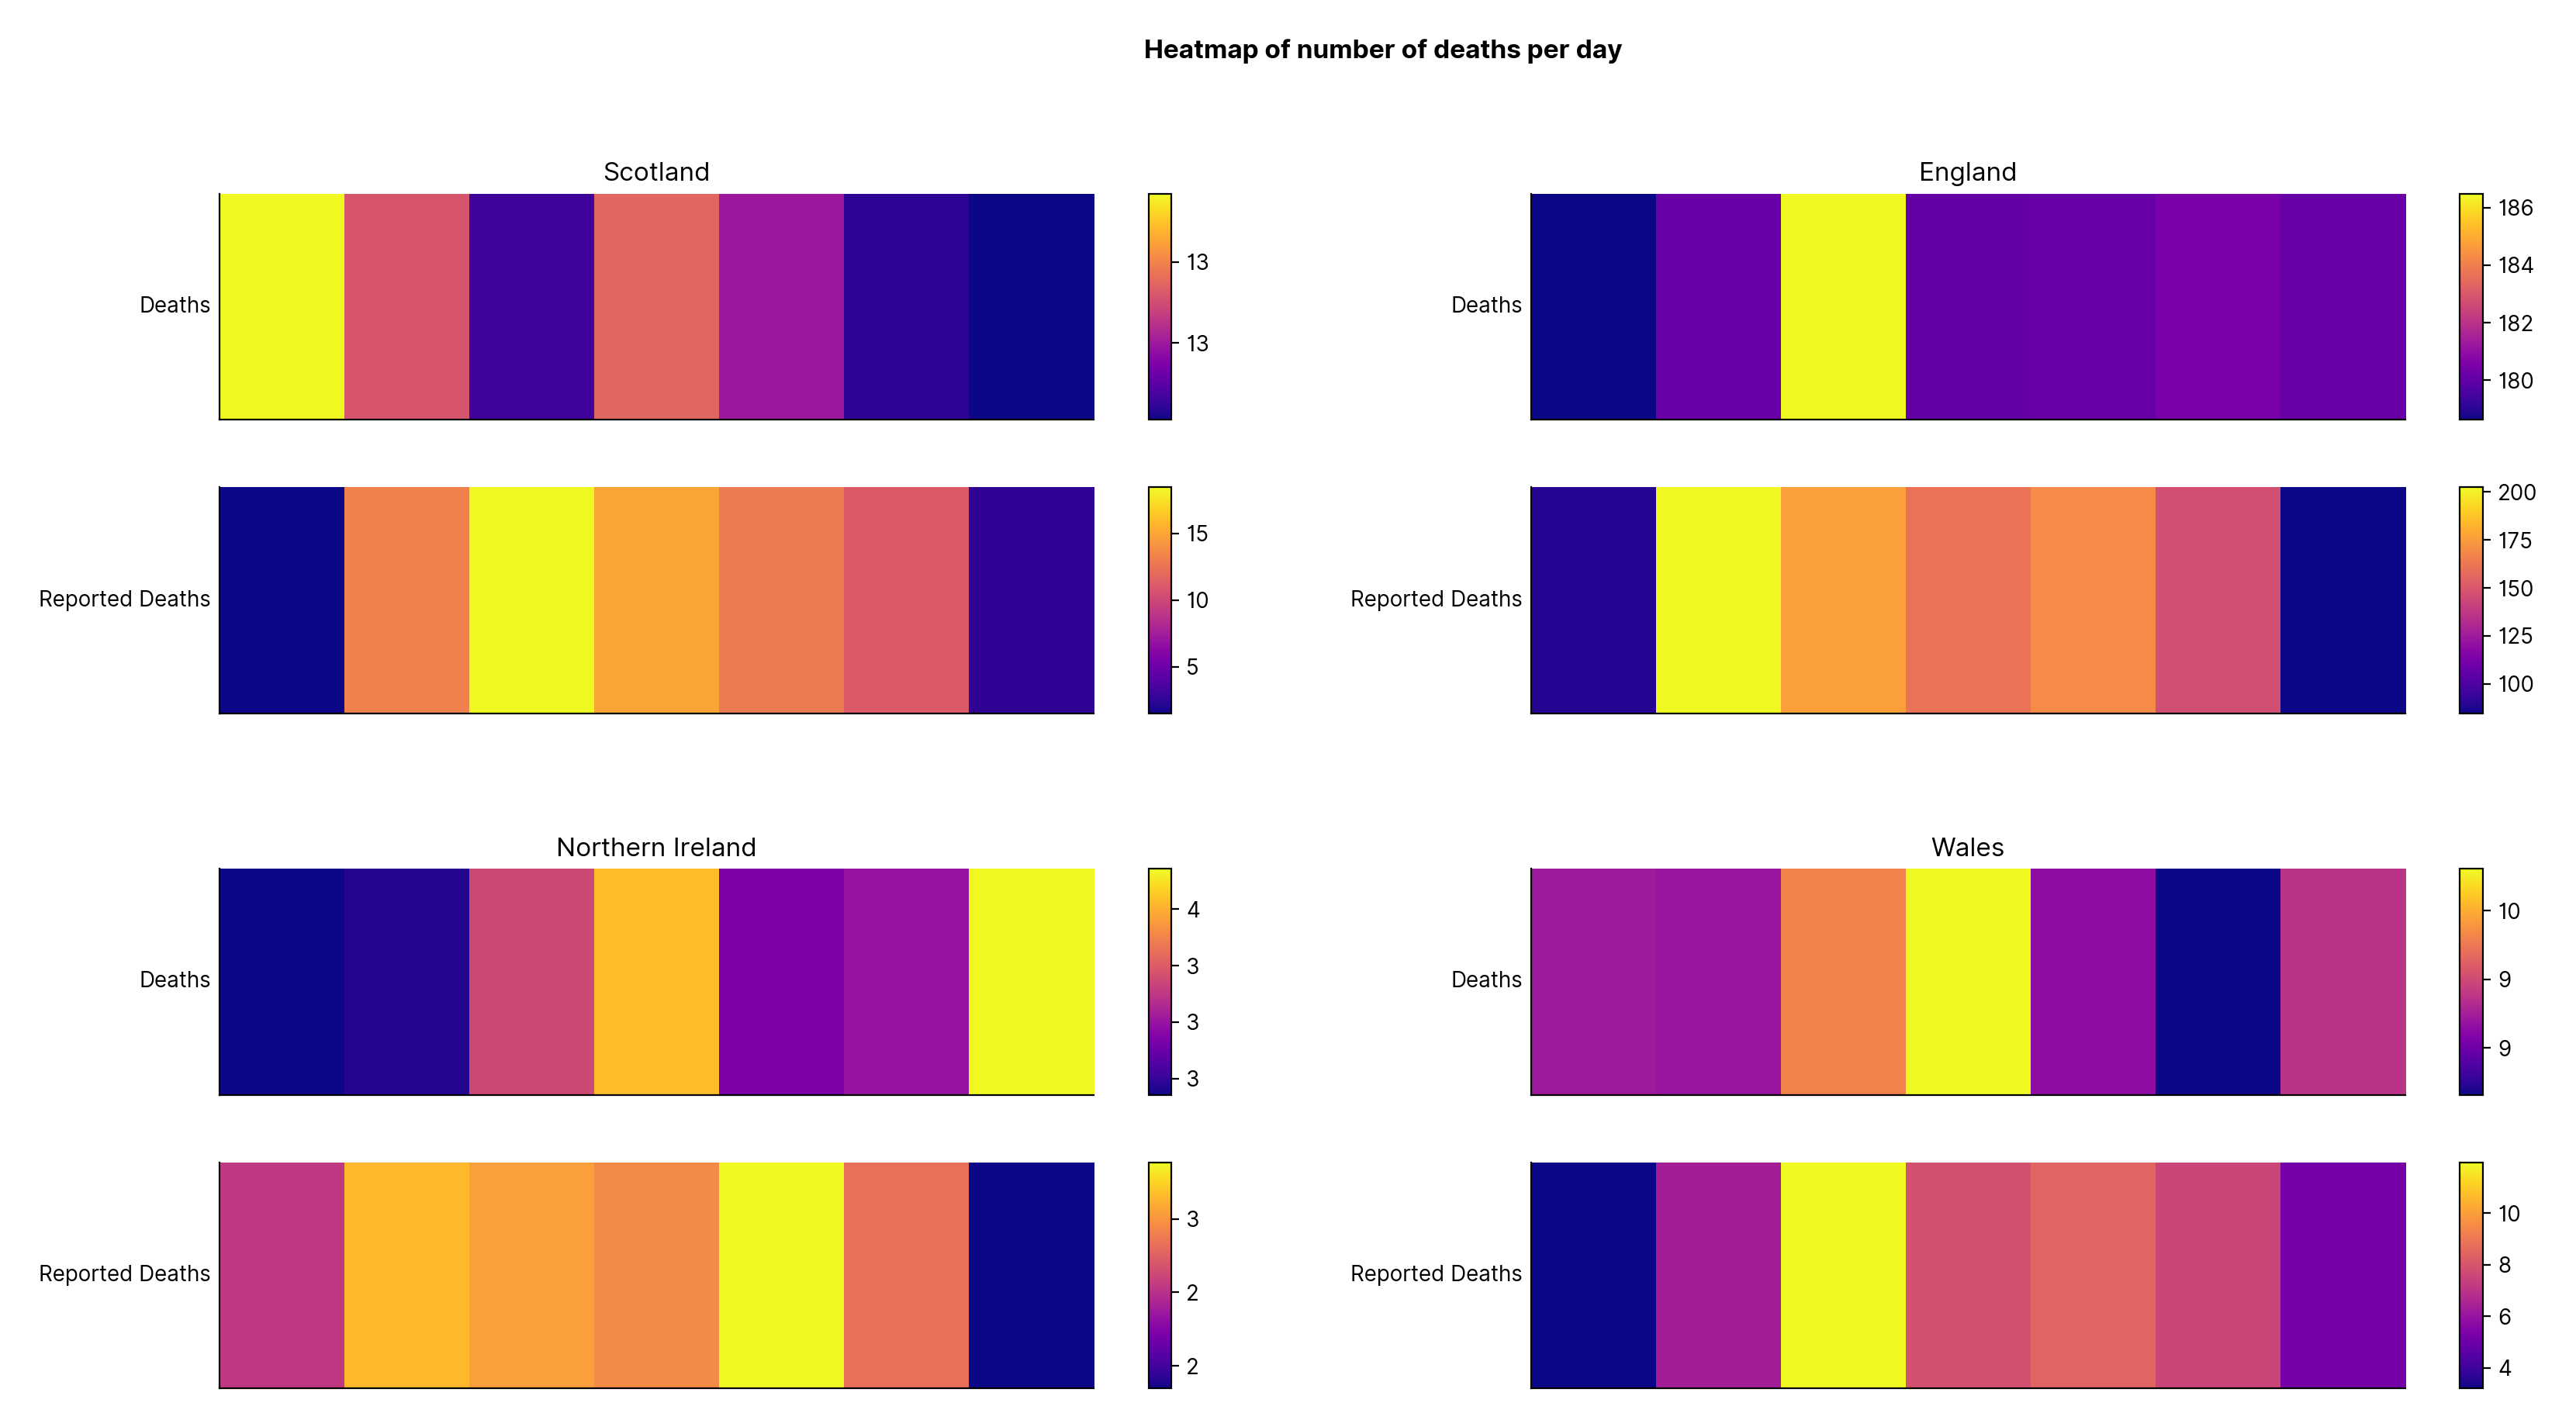 Heatmap of number of deaths per day
Scotland
Deaths
13
13
Reported Deaths
15
10
5
England
Deaths
186
184
182
180
Reported Deaths
200
175
150
125
100
Northern Ireland
Deaths
4
3
3
3
Reported Deaths
3
2
2
Wales
Deaths
10
9
9
Reported Deaths
10
8
6
4